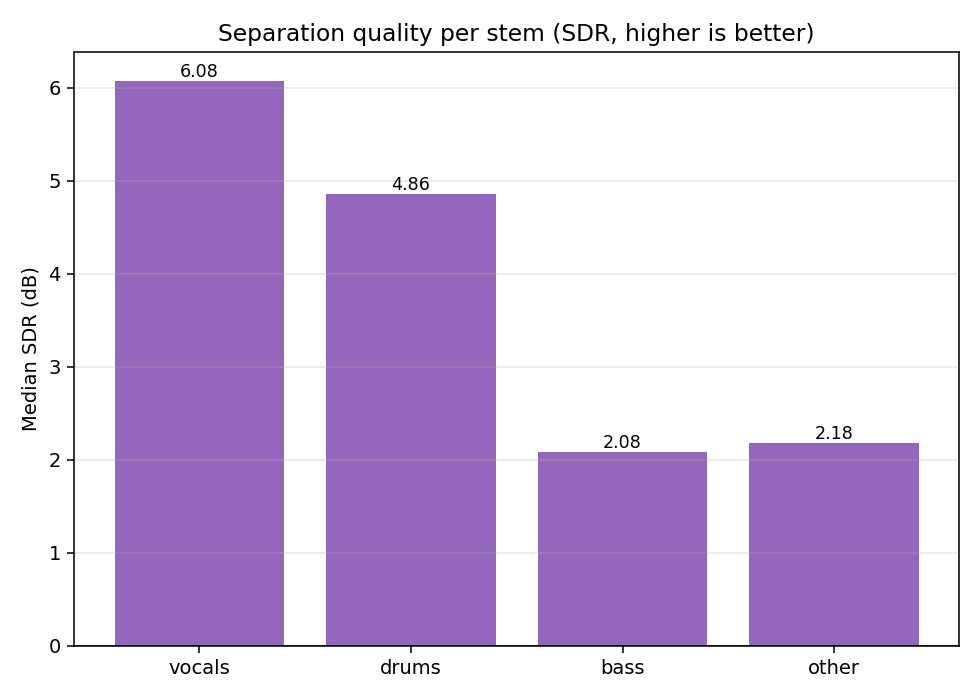 Separation quality per stem (SDR, higher is better)
Median SDR (dB)
6
5
4
3
2
1
0
6.08
4.86
2.08
2.18
vocals
drums
bass
other